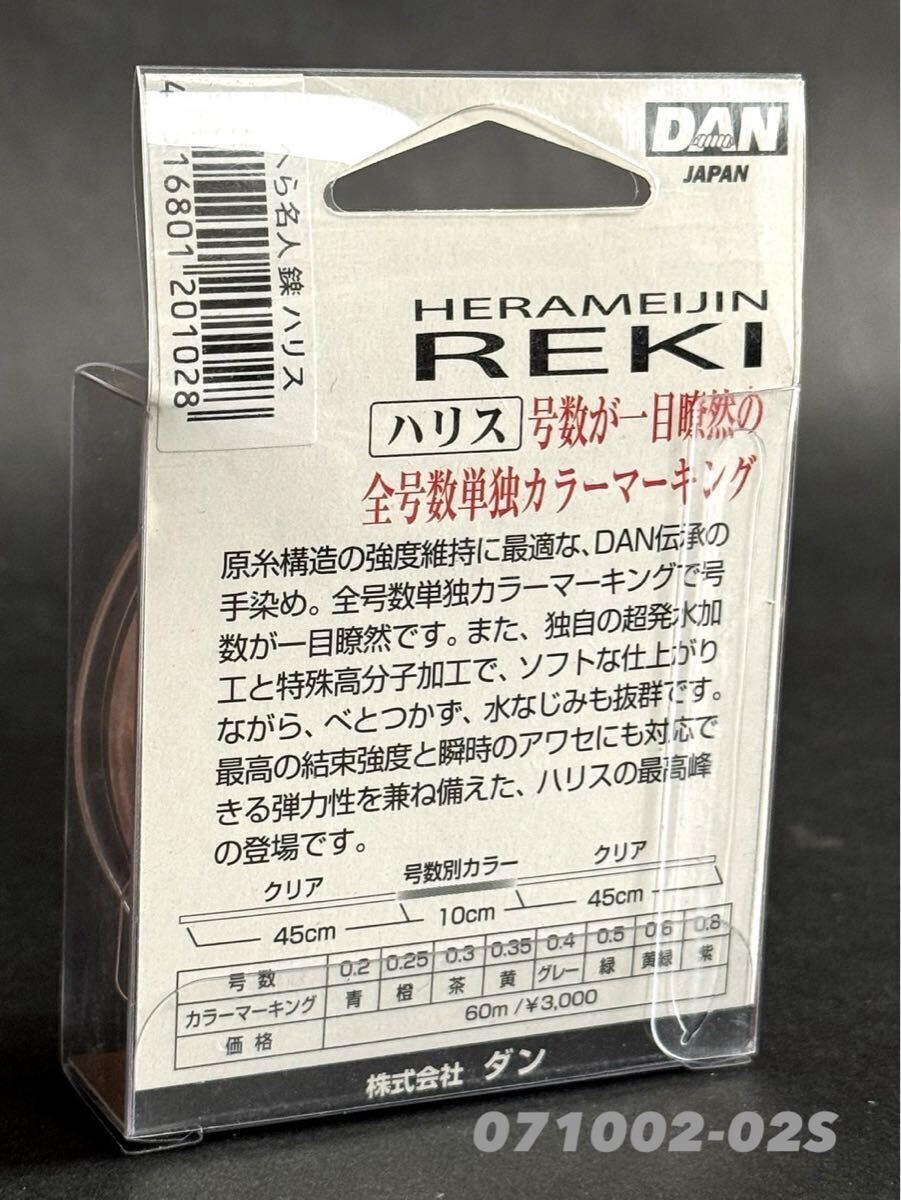 DAN
JAPAN
へら名人 鑠 ハリス
4 16801 201028
HERAMEIJIN
REKI
ハリス 号数が一目瞭然の
全号数単独カラーマーキング
原糸構造の強度維持に最適な、DAN伝承の
手染め。全号数単独カラーマーキングで号
数が一目瞭然です。また、独自の超発水加
工と特殊高分子加工で、ソフトな仕上がり
ながら、べとつかず、水なじみも抜群です。
最高の結束強度と瞬時のアワセにも対応で
きる弾力性を兼ね備えた、ハリスの最高峰
の登場です。
クリア 号数別カラー クリア
45cm 10cm 45cm
号数 0.2 0.25 0.3 0.35 0.4 0.5 0.6 0.8
カラーマーキング 青 橙 茶 黄 グレー 緑 黄緑 紫
価格 60m/¥3,000
株式会社 ダン
071002-02S